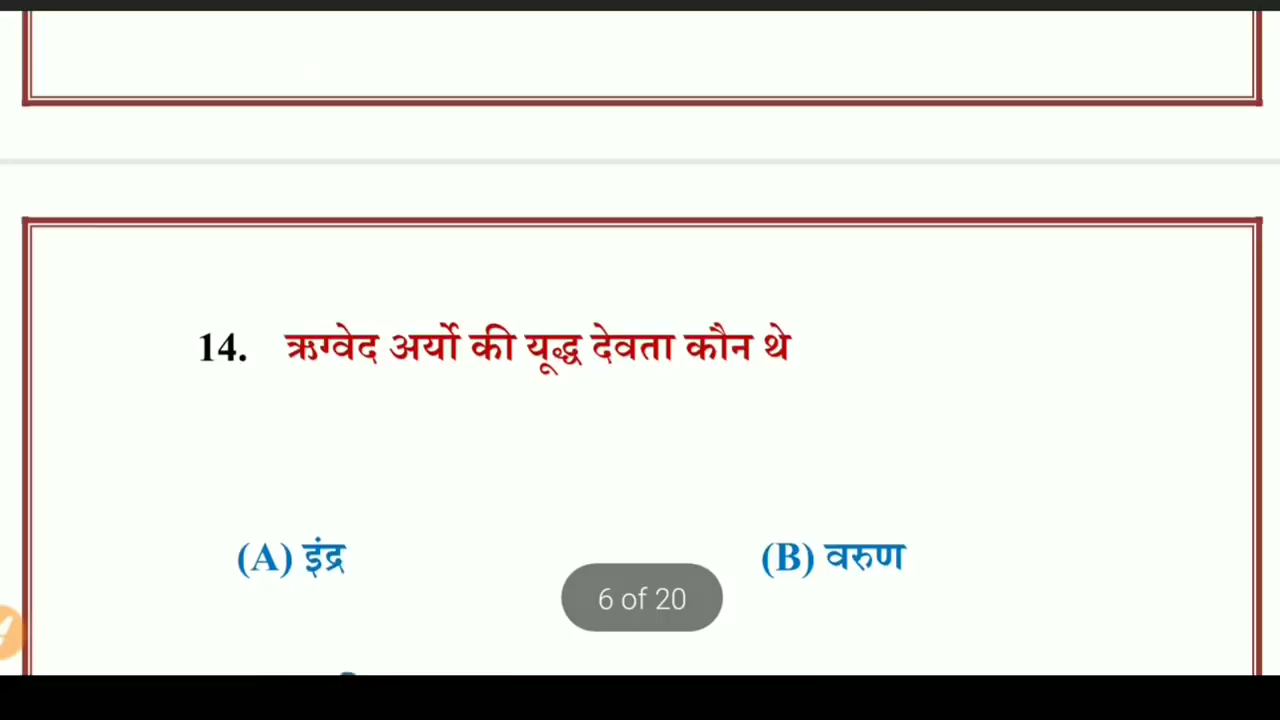 14. ऋग्वेद अर्यो की यूद्ध देवता कौन थे
(A) इंद्र (B) वरुण
6 of 20